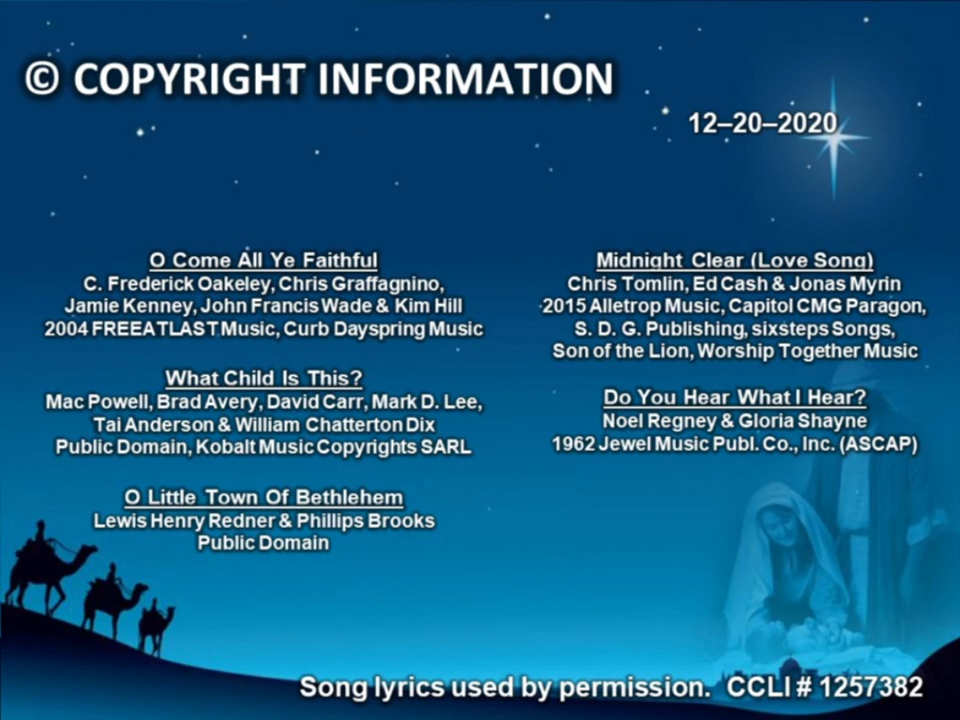 © COPYRIGHT INFORMATION
12–20–2020
O Come All Ye Faithful
C. Frederick Oakeley, Chris Graffagnino,
Jamie Kenney, John Francis Wade & Kim Hill
2004 FREEATLAST Music, Curb Dayspring Music
What Child Is This?
Mac Powell, Brad Avery, David Carr, Mark D. Lee,
Tai Anderson & William Chatterton Dix
Public Domain, Kobalt Music Copyrights SARL
O Little Town Of Bethlehem
Lewis Henry Redner & Phillips Brooks
Public Domain
Midnight Clear (Love Song)
Chris Tomlin, Ed Cash & Jonas Myrin
2015 Alletrop Music, Capitol CMG Paragon,
S. D. G. Publishing, sixsteps Songs,
Son of the Lion, Worship Together Music
Do You Hear What I Hear?
Noel Regney & Gloria Shayne
1962 Jewel Music Publ. Co., Inc. (ASCAP)
Song lyrics used by permission. CCLI # 1257382